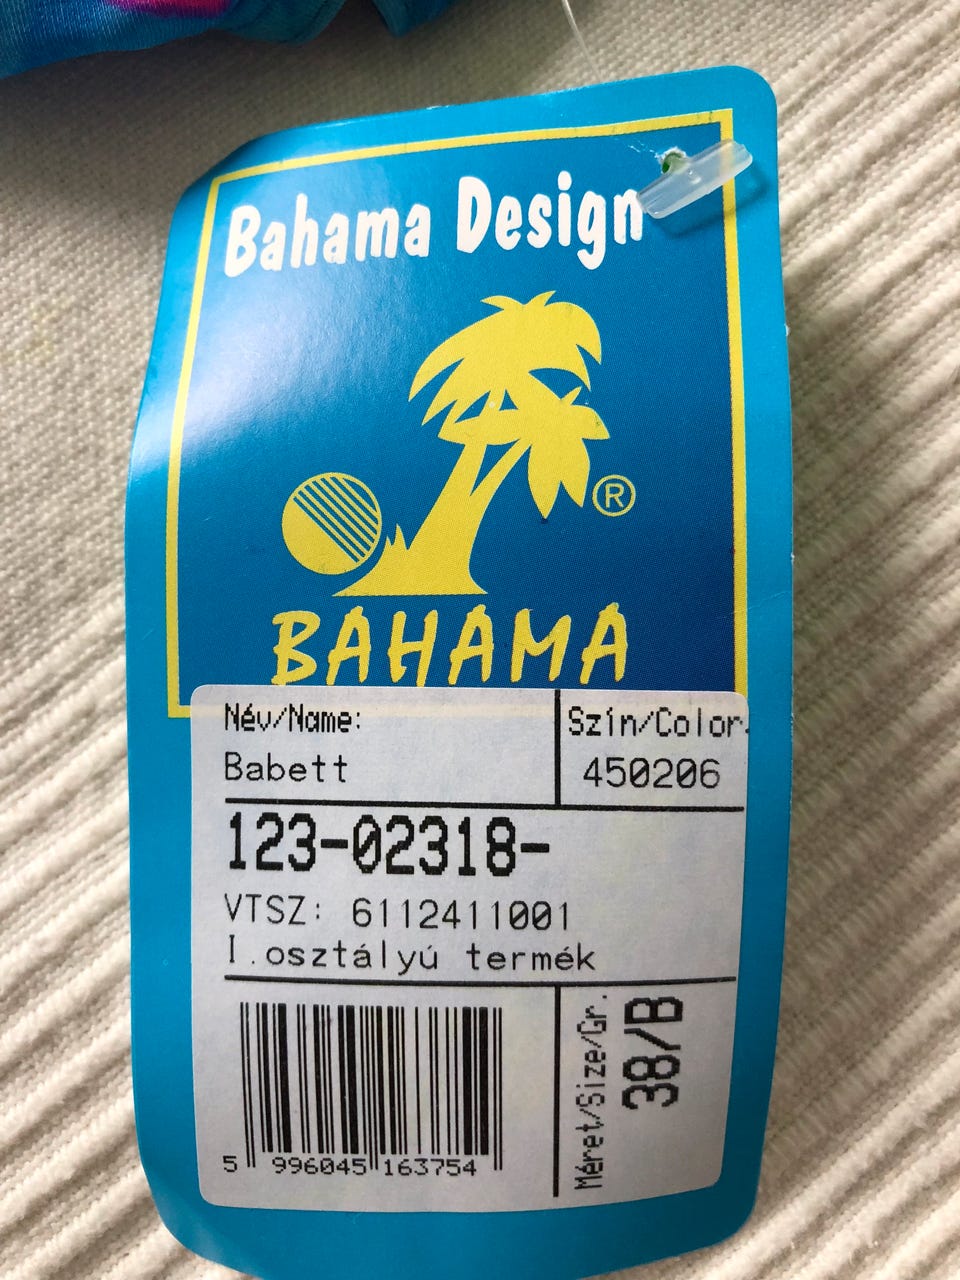 Bahama Design
®
BAHAMA
Név/Name:
Babett
Szín/Color.
450206
123-02318-
VTSZ: 6112411001
I.osztályú termék
5 996045 163754
Méret/Size/Gr.
38/B